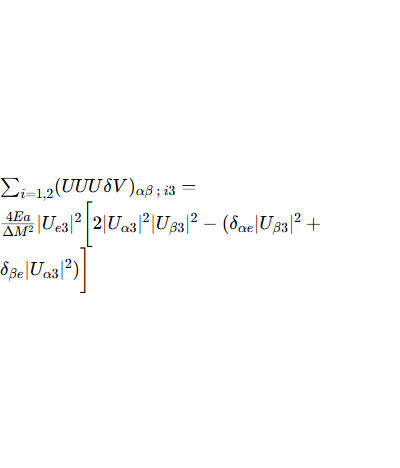 ∑_{i=1,2}(UUUδV)_{αβ ; i3} =
\frac{4Ea}{ΔM^2}|U_{e3}|^2[2|U_{α3}|^2|U_{β3}|^2 − (δ_{αe}|U_{β3}|^2 +
δ_{βe}|U_{α3}|^2)]